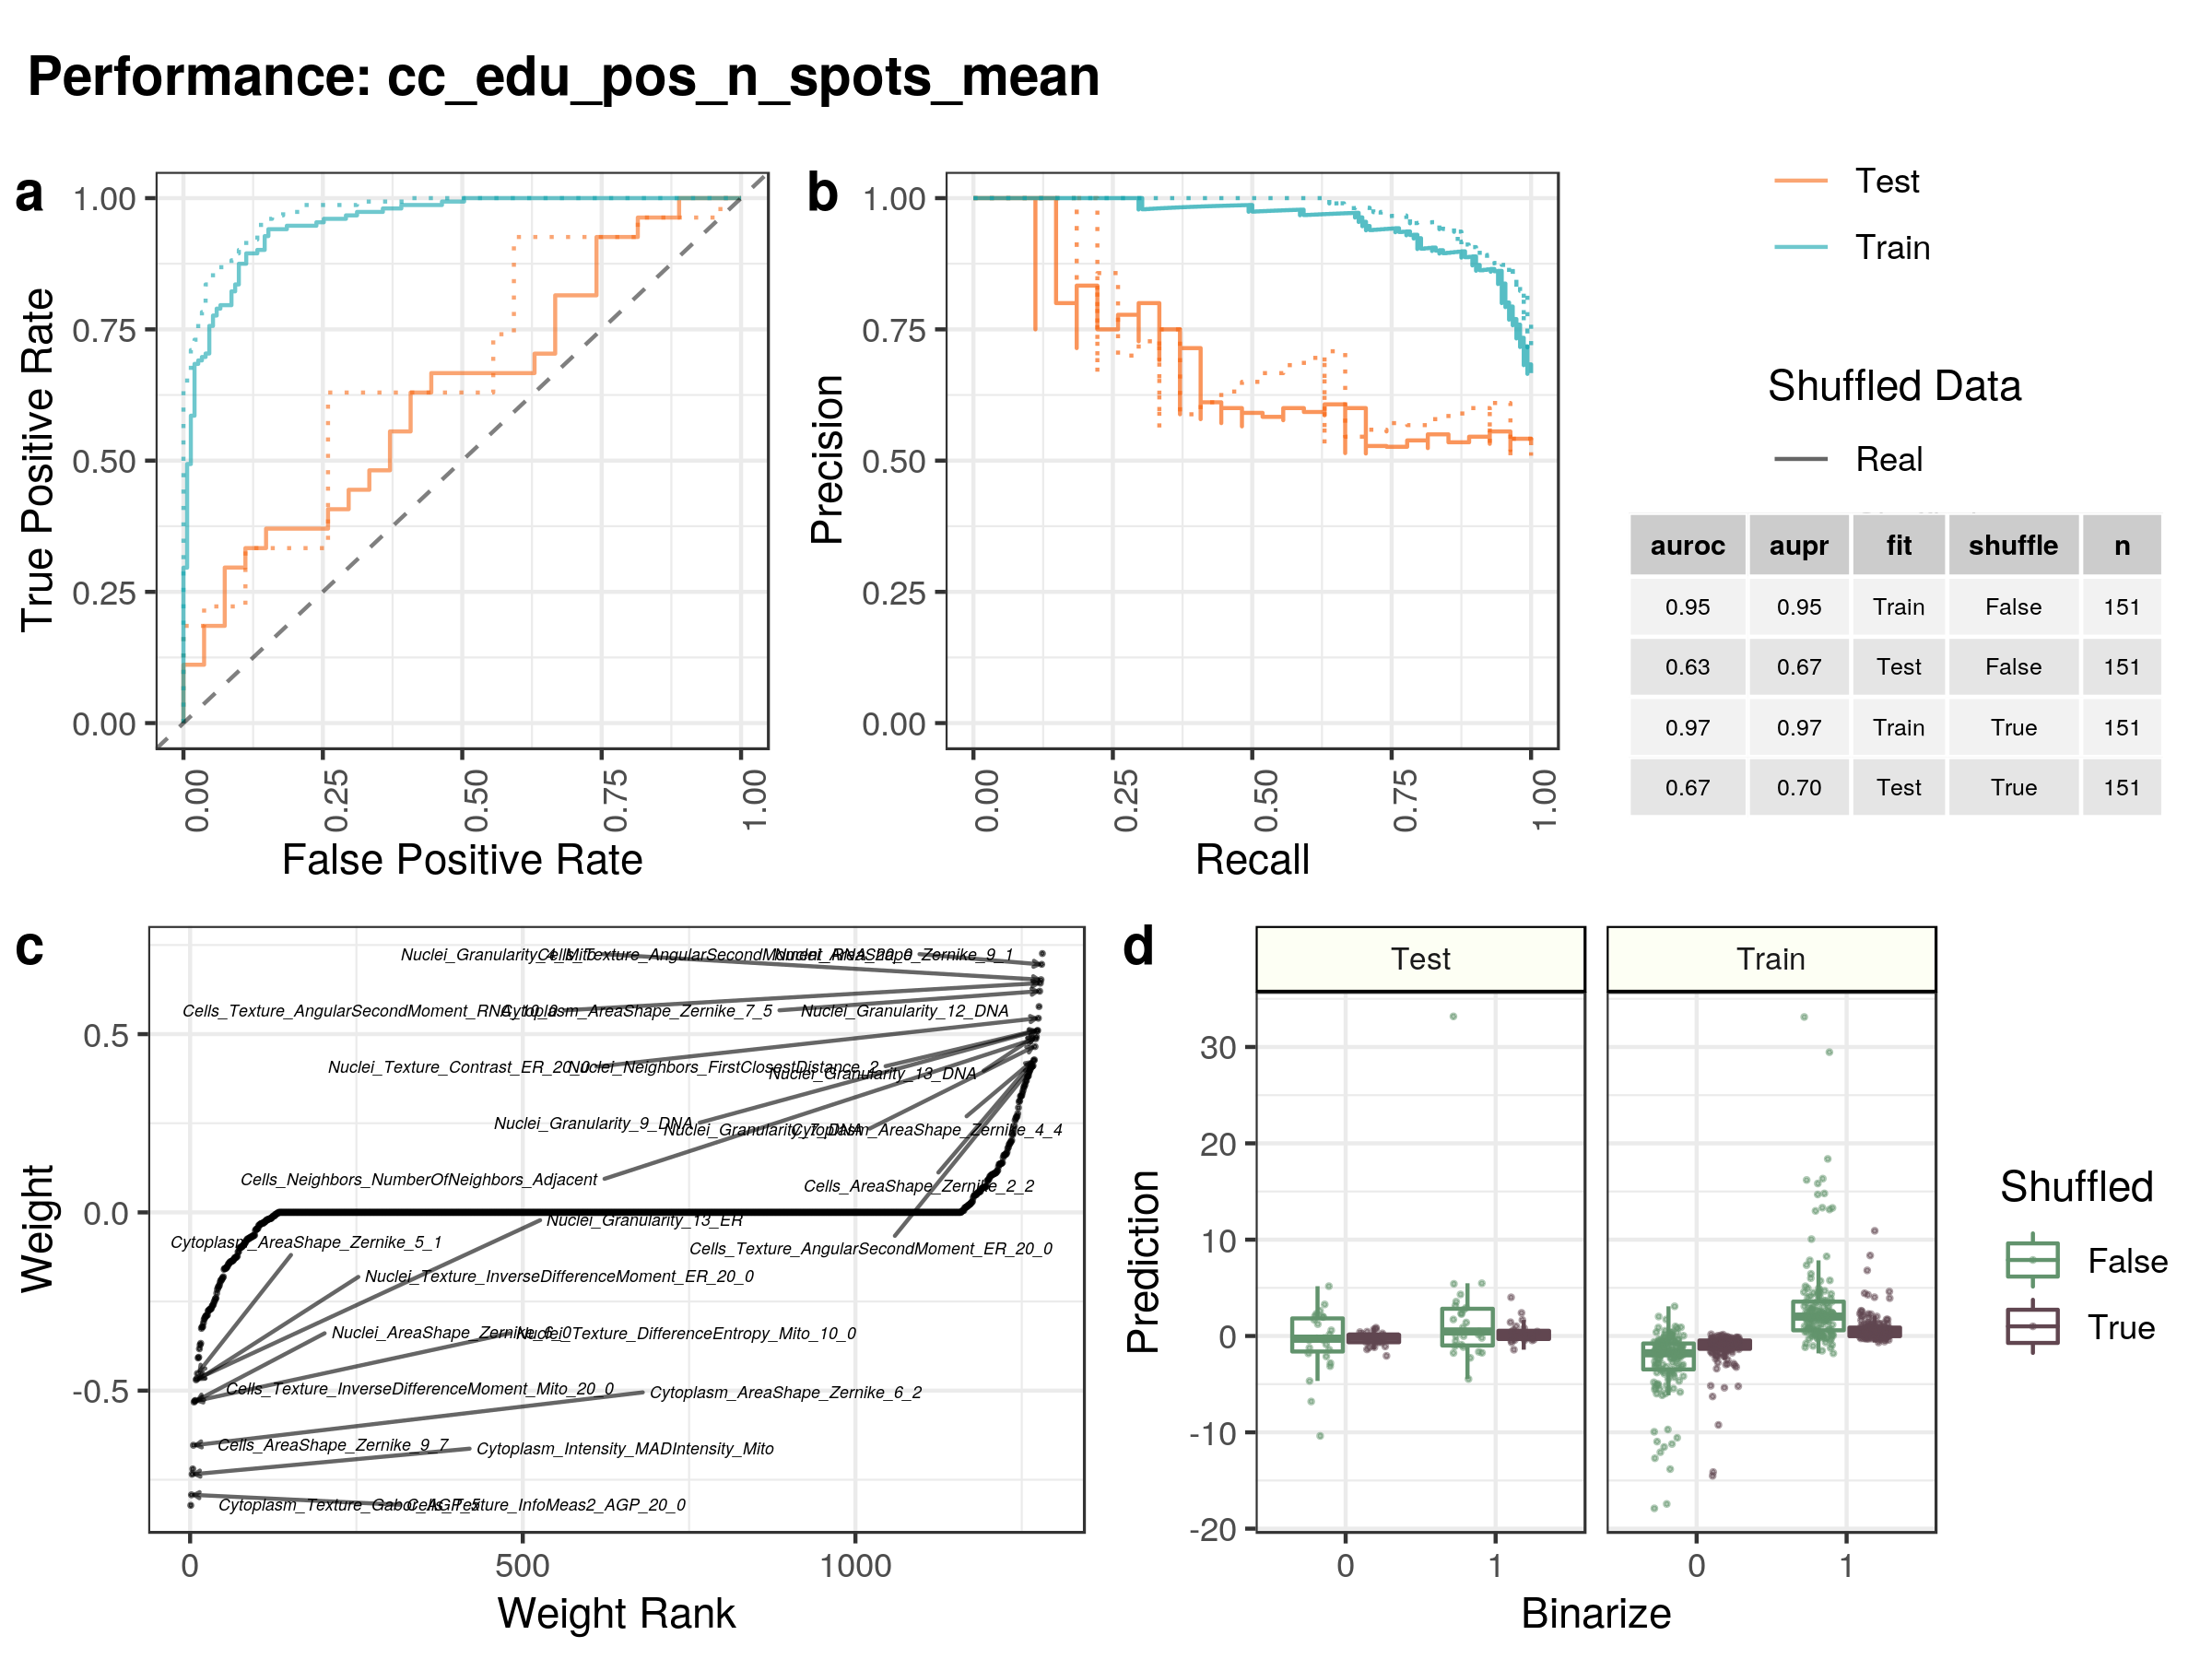 Performance: cc_edu_pos_n_spots_mean
a
1.00
0.75
0.50
0.25
0.00
True Positive Rate
0.00
0.25
0.50
0.75
1.00
False Positive Rate
b
1.00
0.75
0.50
0.25
0.00
Precision
0.00
0.25
0.50
0.75
1.00
Recall
Test
Train
Shuffled Data
Real
auroc aupr fit shuffle n
0.95 0.95 Train False 151
0.63 0.67 Test False 151
0.97 0.97 Train True 151
0.67 0.70 Test True 151
c
0.5
0.0
-0.5
Weight
Nuclei_Granularity_4_Mito
Cells_Texture_AngularSecondMoment_RNA_20_0
Nuclei_AreaShape_Zernike_9_1
Cells_Texture_AngularSecondMoment_RNA_10_0
Cytoplasm_AreaShape_Zernike_7_5
Nuclei_Granularity_12_DNA
Nuclei_Texture_Contrast_ER_20_0
Nuclei_Neighbors_FirstClosestDistance_2
Nuclei_Granularity_13_DNA
Nuclei_Granularity_9_DNA
Nuclei_Granularity_7_DNA
Cytoplasm_AreaShape_Zernike_4_4
Cells_Neighbors_NumberOfNeighbors_Adjacent
Cells_AreaShape_Zernike_2_2
Nuclei_Granularity_13_ER
Cytoplasm_AreaShape_Zernike_5_1
Cells_Texture_AngularSecondMoment_ER_20_0
Nuclei_Texture_InverseDifferenceMoment_ER_20_0
Nuclei_AreaShape_Zernike_6_0
Nuclei_Texture_DifferenceEntropy_Mito_10_0
Cells_Texture_InverseDifferenceMoment_Mito_20_0
Cytoplasm_AreaShape_Zernike_6_2
Cells_AreaShape_Zernike_9_7
Cytoplasm_Intensity_MADIntensity_Mito
Cytoplasm_Texture_Gabor_AGP_5
Cells_Texture_InfoMeas2_AGP_20_0
0
500
1000
Weight Rank
d
Test
Train
30
20
10
0
-10
-20
Prediction
0
1
0
1
Binarize
Shuffled
False
True